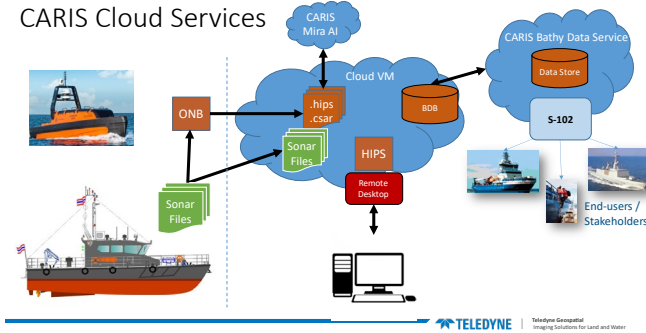 CARIS Cloud Services
CARIS
Mira AI
CARIS Bathy Data Service
Cloud VM
Data Store
ONB
.hips
.csar
BDB
S-102
Sonar
Files
HIPS
Remote
Desktop
Sonar
Files
End-users /
Stakeholders
TELEDYNE
Teledyne Geospatial
Imaging Solutions for Land and Water